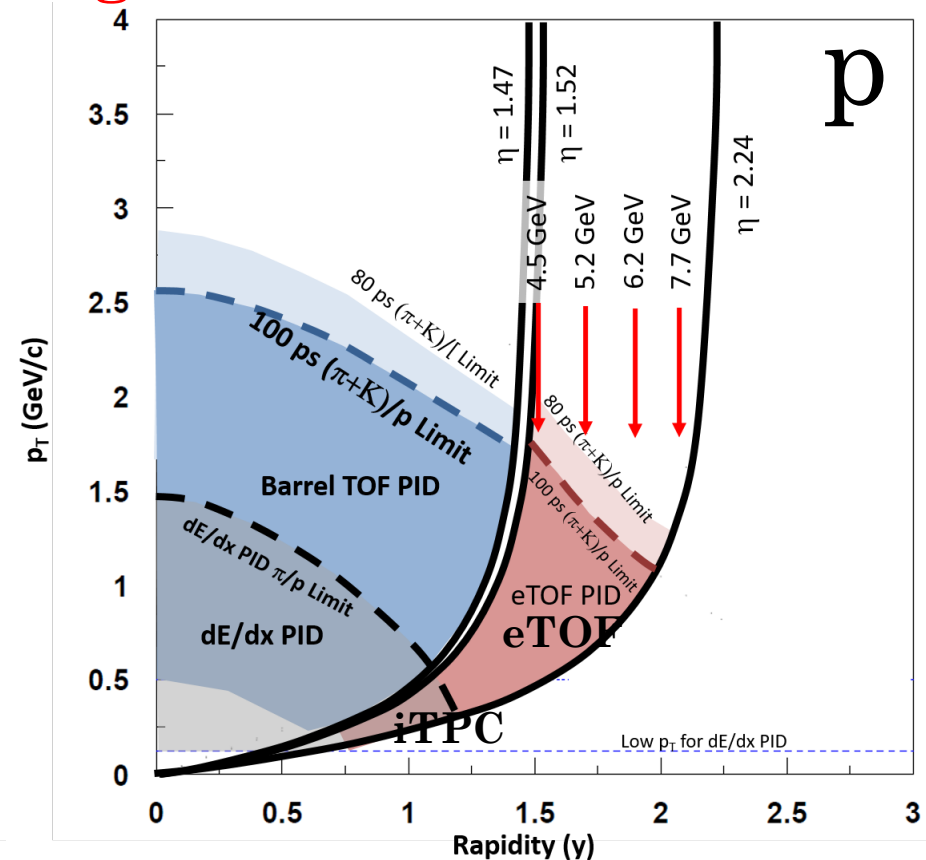 p
4
3.5
3
2.5
2
1.5
1
0.5
0
pT (GeV/c)
η = 1.47
η = 1.52
η = 2.24
4.5 GeV
5.2 GeV
6.2 GeV
7.7 GeV
80 ps (π+K)/[ Limit
100 ps (π+K)/p Limit
Barrel TOF PID
dE/dx PID π/p Limit
dE/dx PID
80 ps (π+K)/p Limit
100 ps (π+K)/p Limit
eTOF PID
eTOF
iTPC
Low pT for dE/dx PID
0 0.5 1 1.5 2 2.5 3
Rapidity (y)